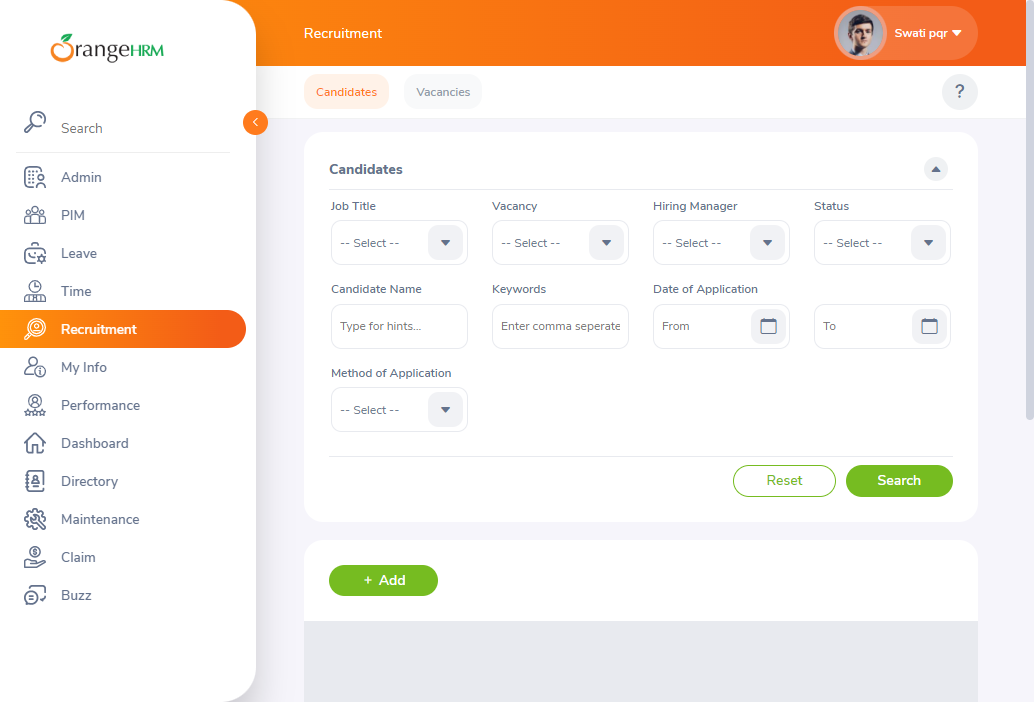 OrangeHRM
Recruitment
Swati pqr
Candidates
Vacancies
?
Search
Admin
PIM
Leave
Time
Recruitment
My Info
Performance
Dashboard
Directory
Maintenance
Claim
Buzz
Candidates
Job Title Vacancy Hiring Manager Status
-- Select -- -- Select -- -- Select -- -- Select --
Candidate Name Keywords Date of Application
Type for hints... Enter comma seperate From To
Method of Application
-- Select --
Reset Search
+ Add